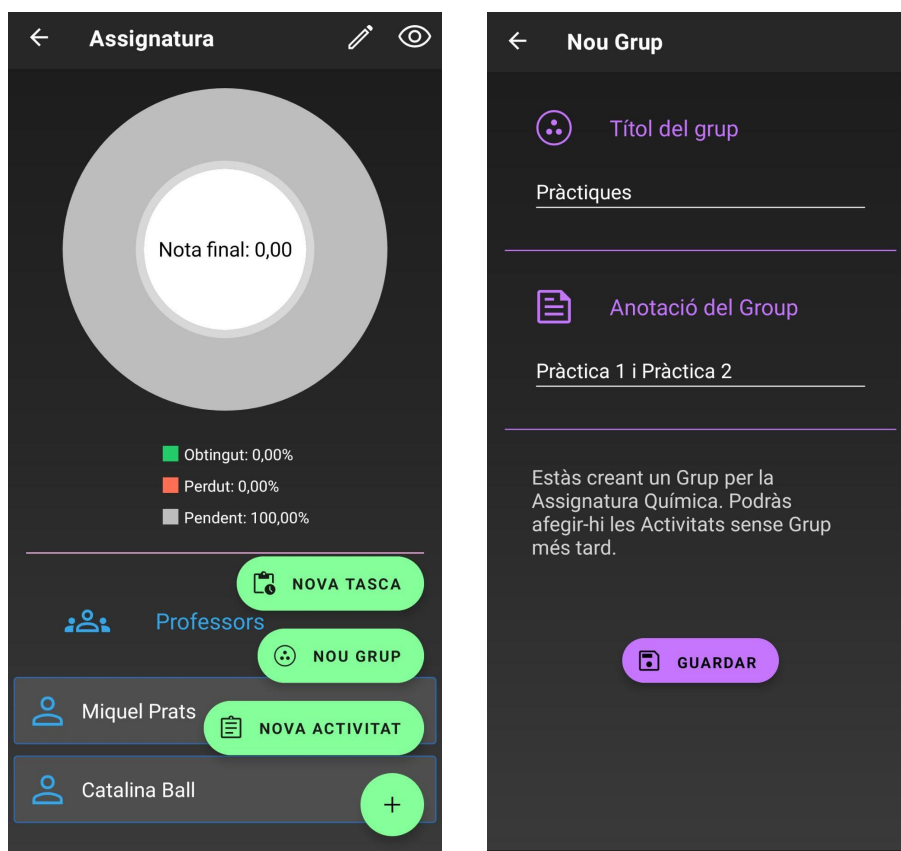 Assignatura
Nota final: 0,00
Obtingut: 0,00%
Perdut: 0,00%
Pendent: 100,00%
NOVA TASCA
Professors
NOU GRUP
Miquel Prats
NOVA ACTIVITAT
Catalina Ball
+
Nou Grup
Títol del grup
Pràctiques
Anotació del Group
Pràctica 1 i Pràctica 2
Estàs creant un Grup per la
Assignatura Química. Podràs
afegir-hi les Activitats sense Grup
més tard.
GUARDAR